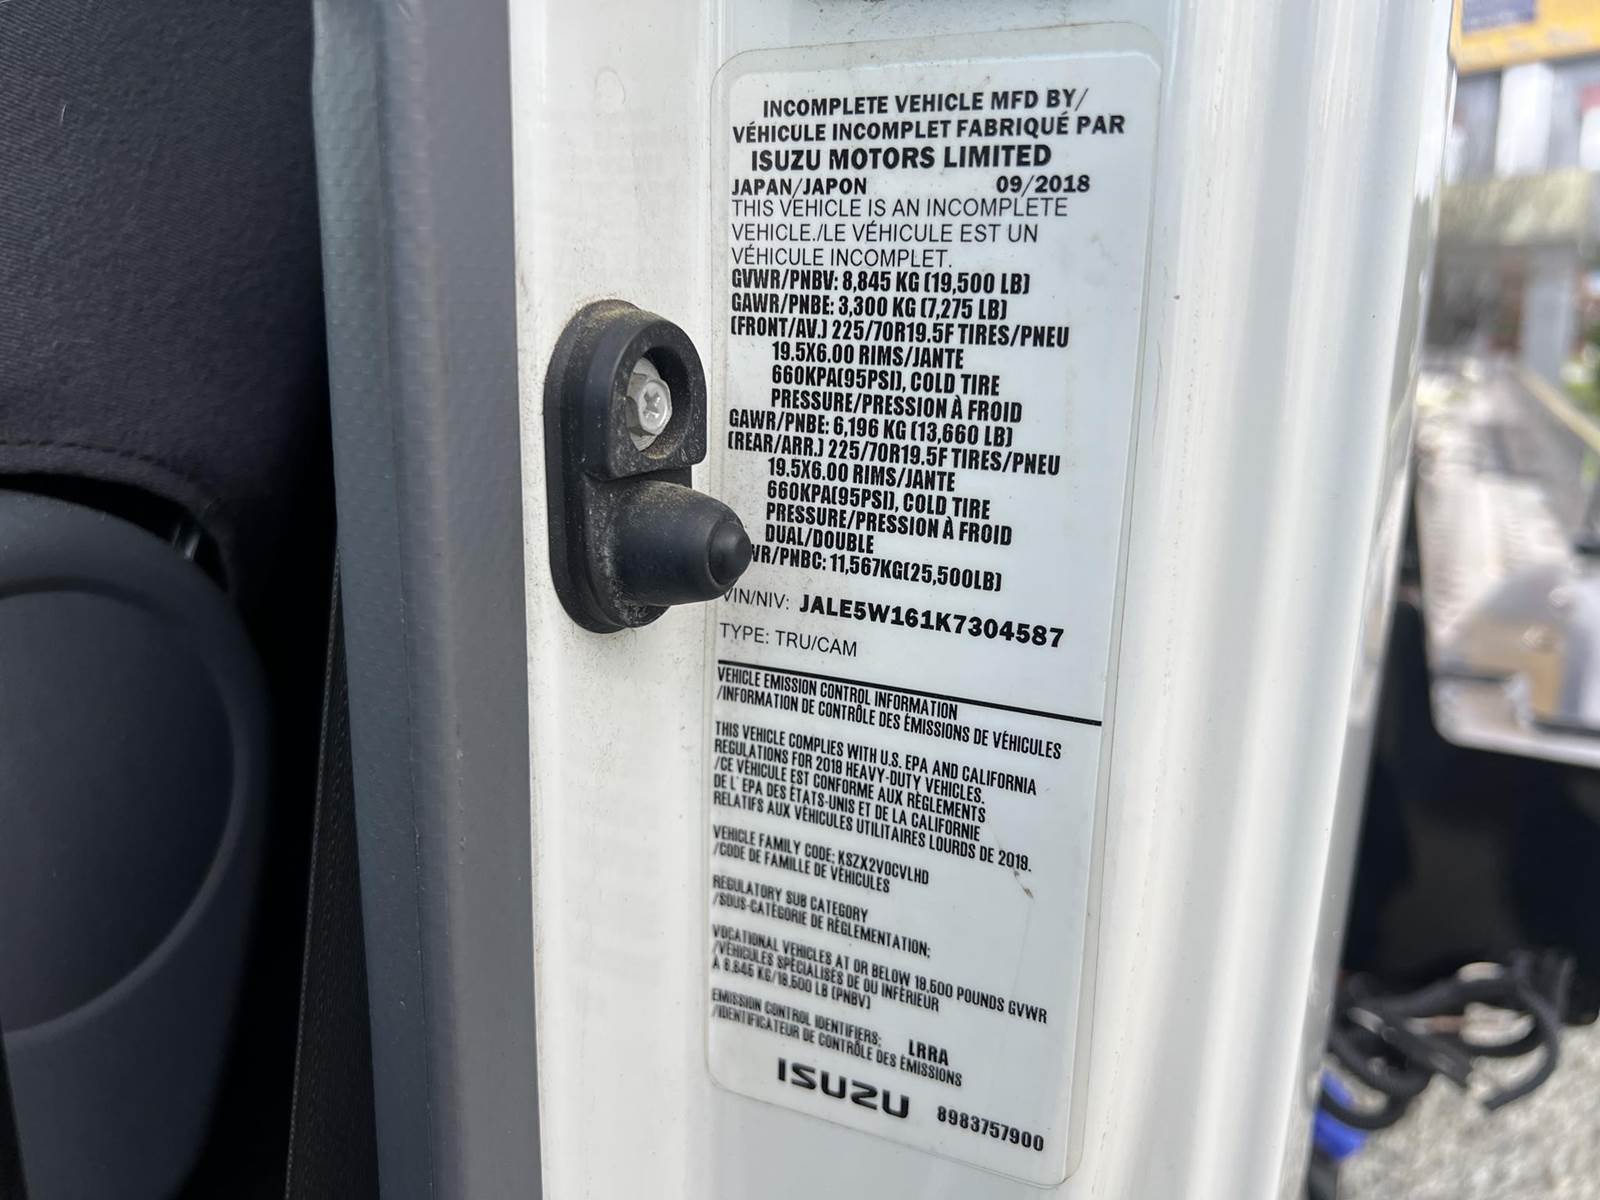 INCOMPLETE VEHICLE MFD BY/
VÉHICULE INCOMPLET FABRIQUÉ PAR
ISUZU MOTORS LIMITED
JAPAN/JAPON 09/2018
THIS VEHICLE IS AN INCOMPLETE
VEHICLE./LE VÉHICULE EST UN
VÉHICULE INCOMPLET.
GVWR/PNBV: 8,845 KG (19,500 LB)
GAWR/PNBE: 3,300 KG (7,275 LB)
(FRONT/AV.) 225/70R19.5F TIRES/PNEU
19.5X6.00 RIMS/JANTE
660KPA(95PSI), COLD TIRE
PRESSURE/PRESSION À FROID
GAWR/PNBE: 6,196 KG (13,660 LB)
(REAR/ARR.) 225/70R19.5F TIRES/PNEU
19.5X6.00 RIMS/JANTE
660KPA(95PSI), COLD TIRE
PRESSURE/PRESSION À FROID
DUAL/DOUBLE
WR/PNBC: 11,567KG(25,500LB)
VIN/NIV: JALE5W161K7304587
TYPE: TRU/CAM
VEHICLE EMISSION CONTROL INFORMATION
/INFORMATION DE CONTRÔLE DES ÉMISSIONS DE VÉHICULES
THIS VEHICLE COMPLIES WITH U.S. EPA AND CALIFORNIA
REGULATIONS FOR 2019 HEAVY-DUTY VEHICLES.
/CE VÉHICULE EST CONFORME AUX RÈGLEMENTS
DE L'EPA DES ÉTATS-UNIS ET DE LA CALIFORNIE
RELATIFS AUX VÉHICULES UTILITAIRES LOURDS DE 2019.
VEHICLE FAMILY CODE: KSZX2VOCVLHD
/CODE DE FAMILLE DE VÉHICULES
REGULATORY SUB CATEGORY
/SOUS-CATÉGORIE DE RÈGLEMENTATION;
VOCATIONAL VEHICLES AT OR BELOW 19,500 POUNDS GVWR
/VÉHICULES SPÉCIALISÉS DE OU INFÉRIEUR
À 8,845 KG/19,500 LB (PNBV)
EMISSION CONTROL IDENTIFIERS: LRRA
/IDENTIFICATEUR DE CONTRÔLE DES ÉMISSIONS
ISUZU 8983757900